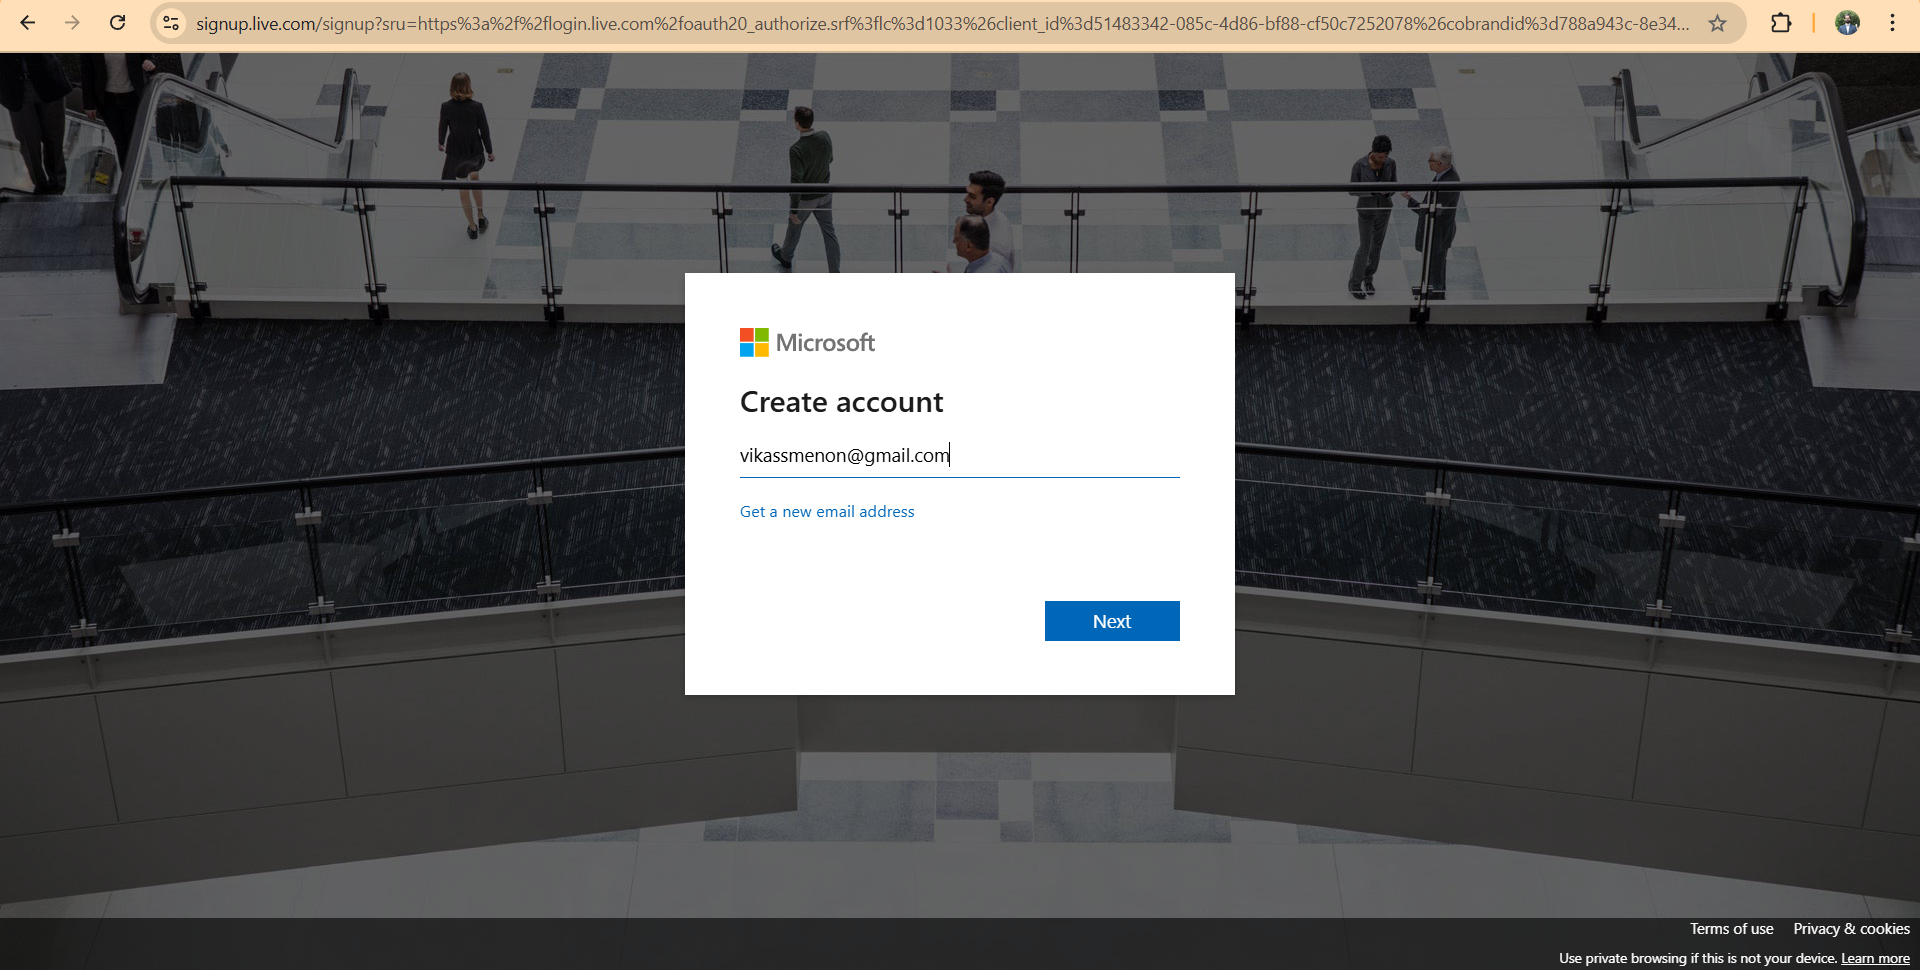 signup.live.com/signup?sru=https%3a%2f%2flogin.live.com%2foauth20_authorize.srf%3flc%3d1033%26client_id%3d51483342-085c-4d86-bf88-cf50c7252078%26cobrandid%3d788a943c-8e34...
Microsoft
Create account
vikassmenon@gmail.com
Get a new email address
Next
Terms of use Privacy & cookies
Use private browsing if this is not your device. Learn more